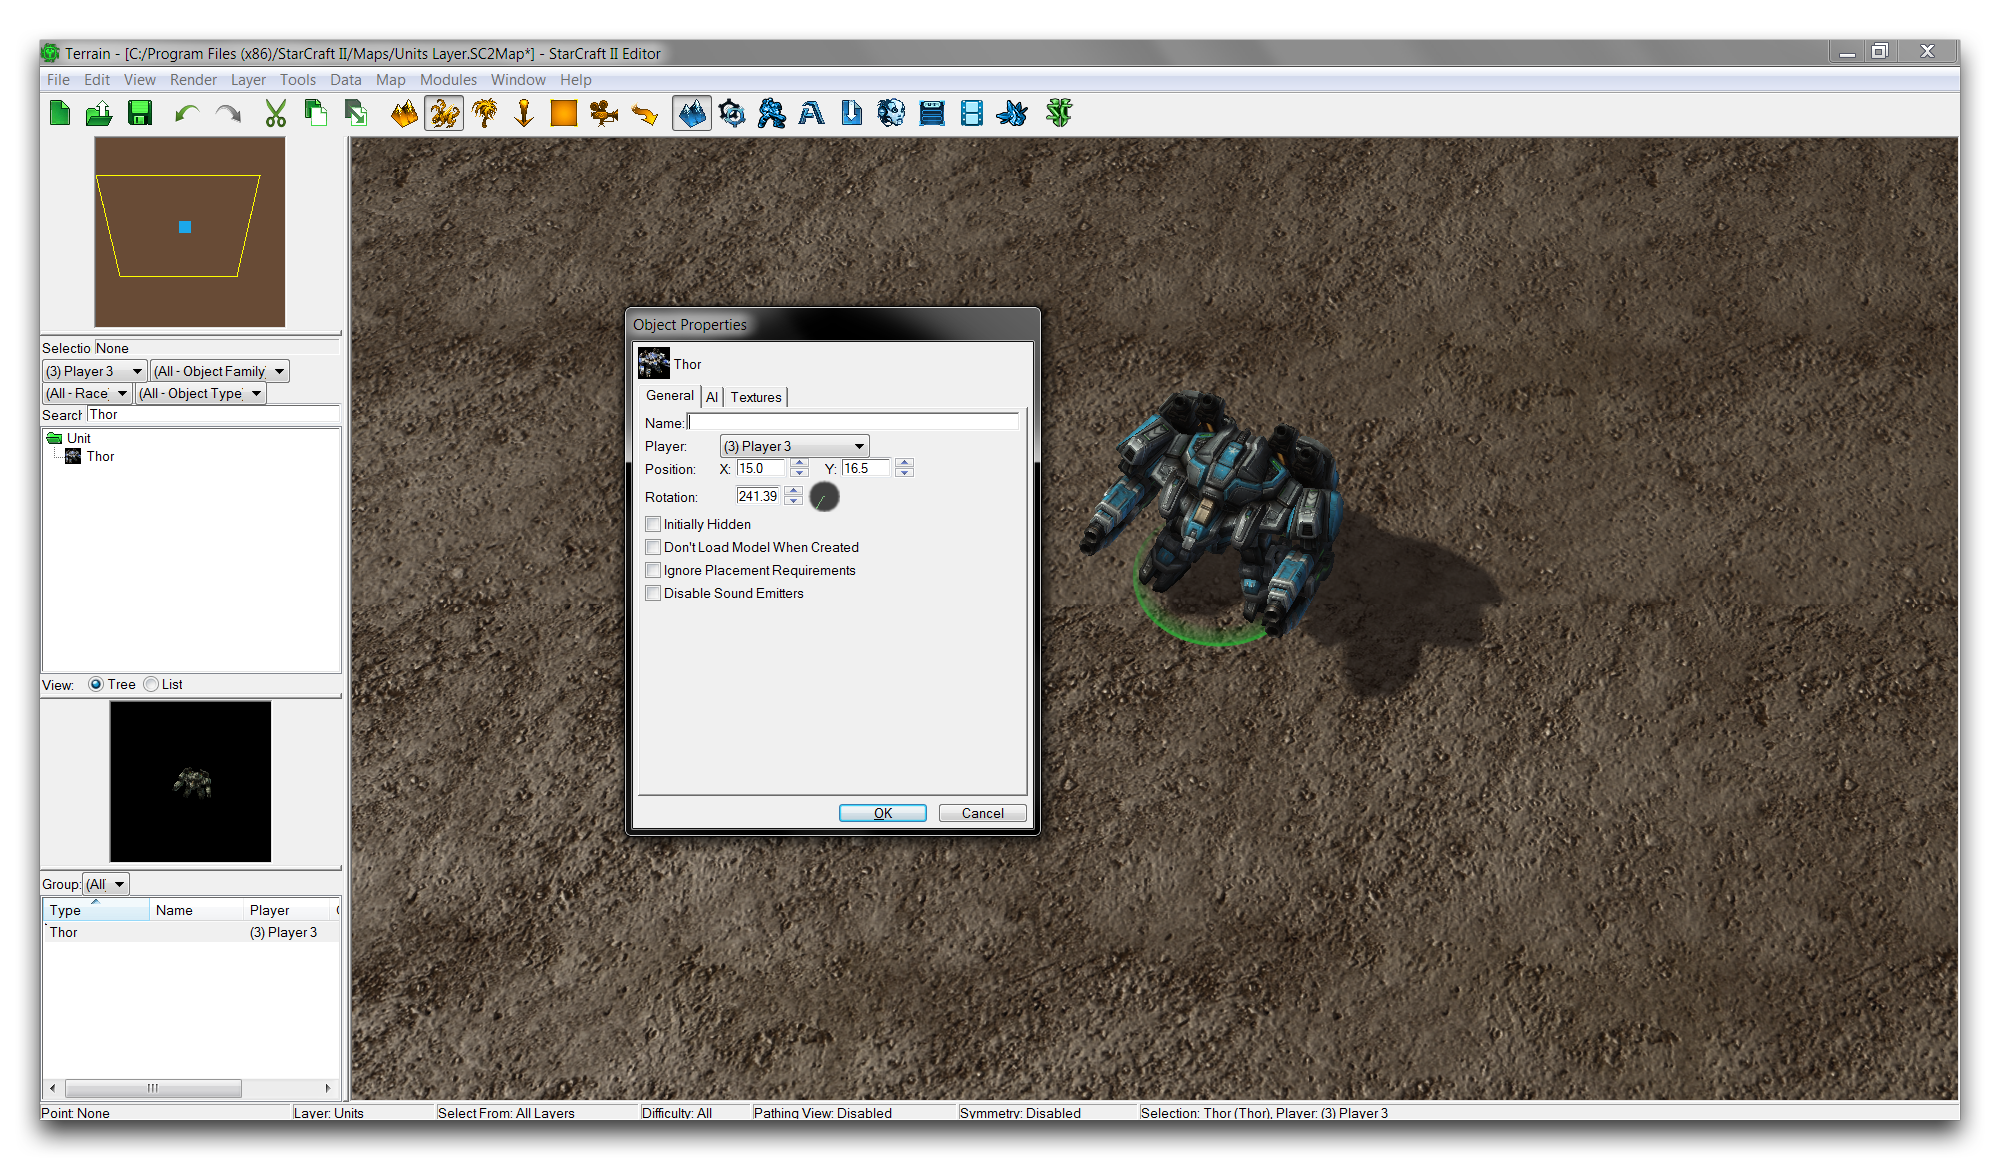 Terrain - [C:/Program Files (x86)/StarCraft II/Maps/Units Layer.SC2Map*] - StarCraft II Editor
File Edit View Render Layer Tools Data Map Modules Window Help
Selectio None
(3) Player 3 (All - Object Family)
(All - Race) (All - Object Type)
Search Thor
Unit
Thor
View: Tree List
Group: (All)
Type Name Player
Thor (3) Player 3
Object Properties
Thor
General AI Textures
Name:
Player: (3) Player 3
Position: X: 15.0 Y: 16.5
Rotation: 241.39
Initially Hidden
Don't Load Model When Created
Ignore Placement Requirements
Disable Sound Emitters
OK Cancel
Point: None Layer: Units Select From: All Layers Difficulty: All Pathing View: Disabled Symmetry: Disabled Selection: Thor (Thor), Player: (3) Player 3